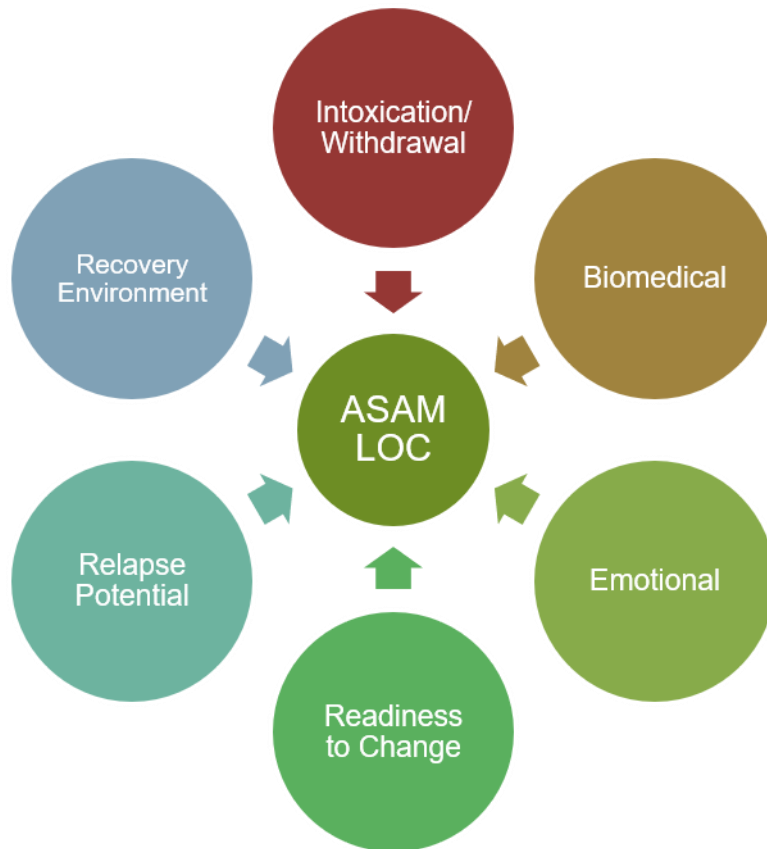 Intoxication/
Withdrawal
Biomedical
Emotional
Readiness
to Change
Relapse
Potential
Recovery
Environment
ASAM
LOC